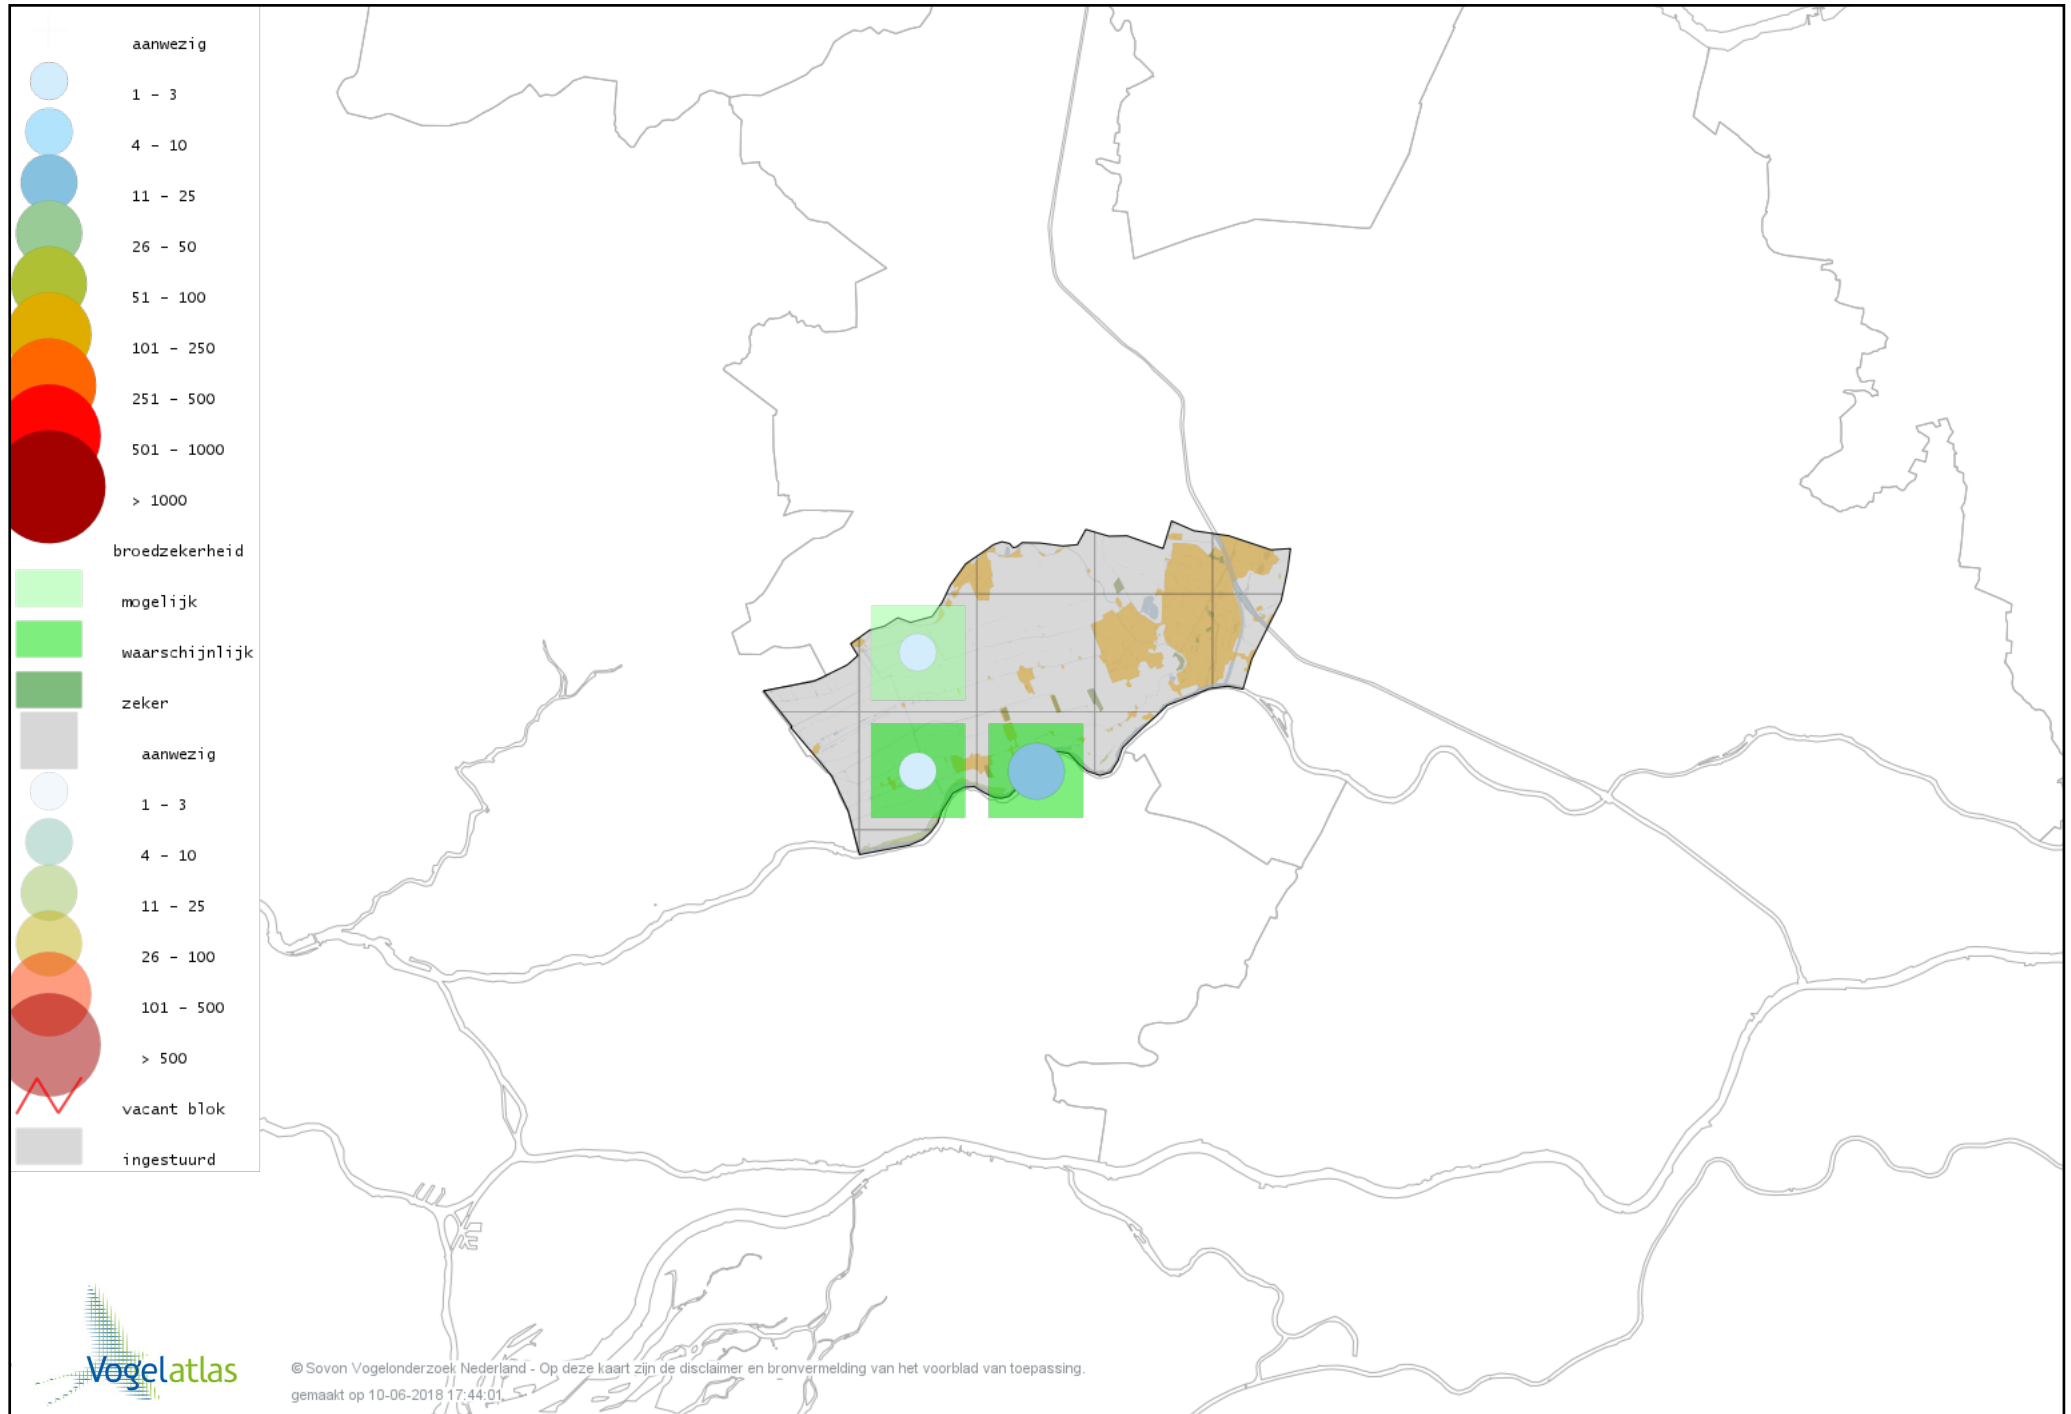 aanwezig
1 - 3
4 - 10
11 - 25
26 - 50
51 - 100
101 - 250
251 - 500
501 - 1000
> 1000
broedzekerheid
mogelijk
waarschijnlijk
zeker
aanwezig
1 - 3
4 - 10
11 - 25
26 - 100
101 - 500
> 500
vacant blok
ingestuurd
Vogelatlas
© Sovon Vogelonderzoek Nederland - Op deze kaart zijn de disclaimer en bronvermelding van het voorblad van toepassing.
gemaakt op 10-06-2018 17:44:01